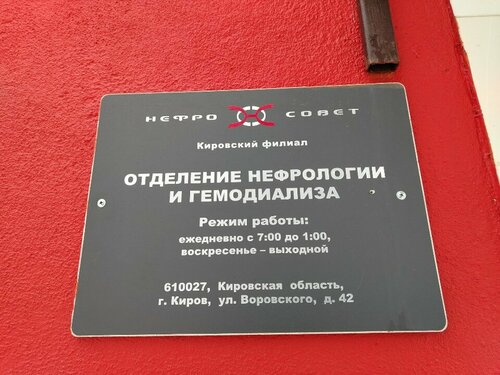 НЕФРО СОВЕТ
Кировский филиал
ОТДЕЛЕНИЕ НЕФРОЛОГИИ
И ГЕМОДИАЛИЗА
Режим работы:
ежедневно с 7:00 до 1:00,
воскресенье – выходной
610027, Кировская область,
г. Киров, ул. Воровского, д. 42